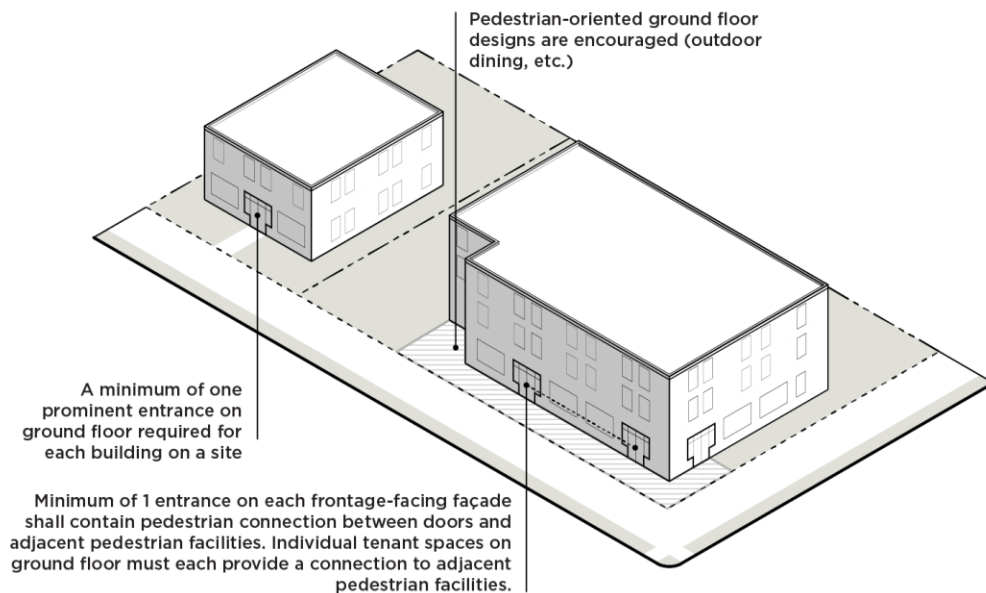 Pedestrian-oriented ground floor
designs are encouraged (outdoor
dining, etc.)
A minimum of one
prominent entrance on
ground floor required for
each building on a site
Minimum of 1 entrance on each frontage-facing façade
shall contain pedestrian connection between doors and
adjacent pedestrian facilities. Individual tenant spaces on
ground floor must each provide a connection to adjacent
pedestrian facilities.